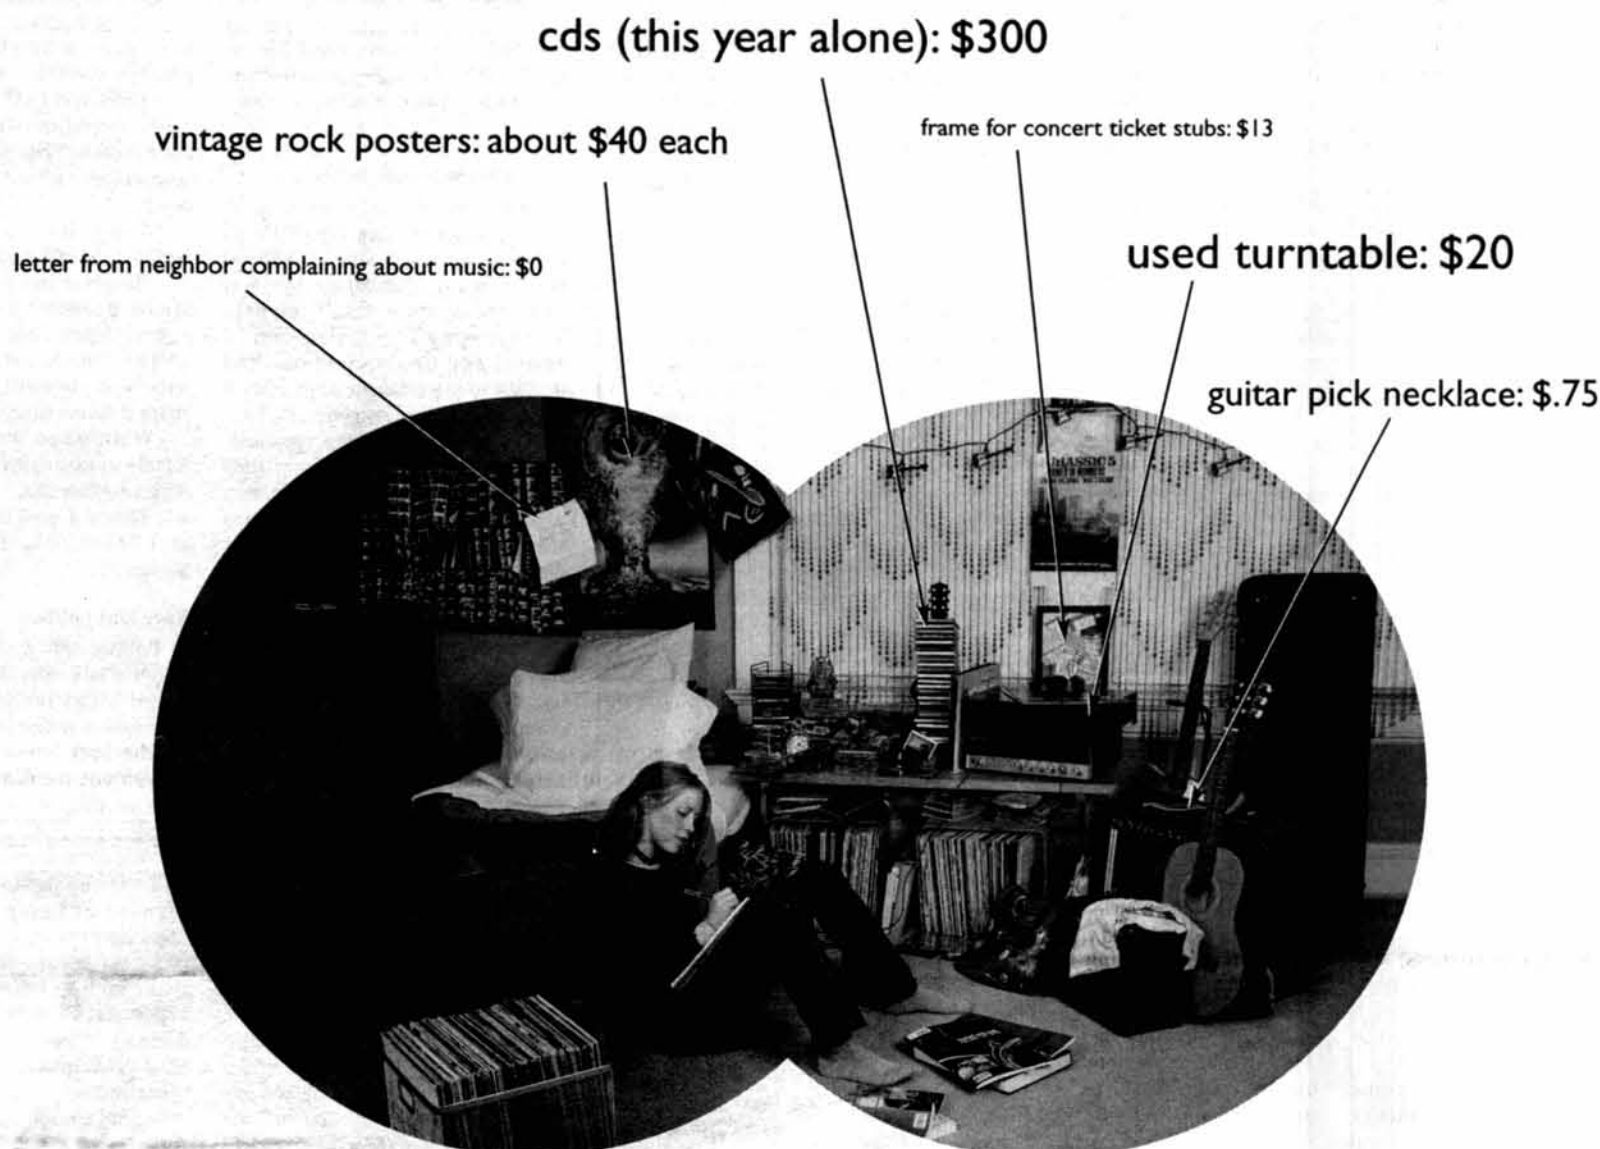 cds (this year alone): $300
vintage rock posters: about $40 each
frame for concert ticket stubs: $13
letter from neighbor complaining about music: $0
used turntable: $20
guitar pick necklace: $.75